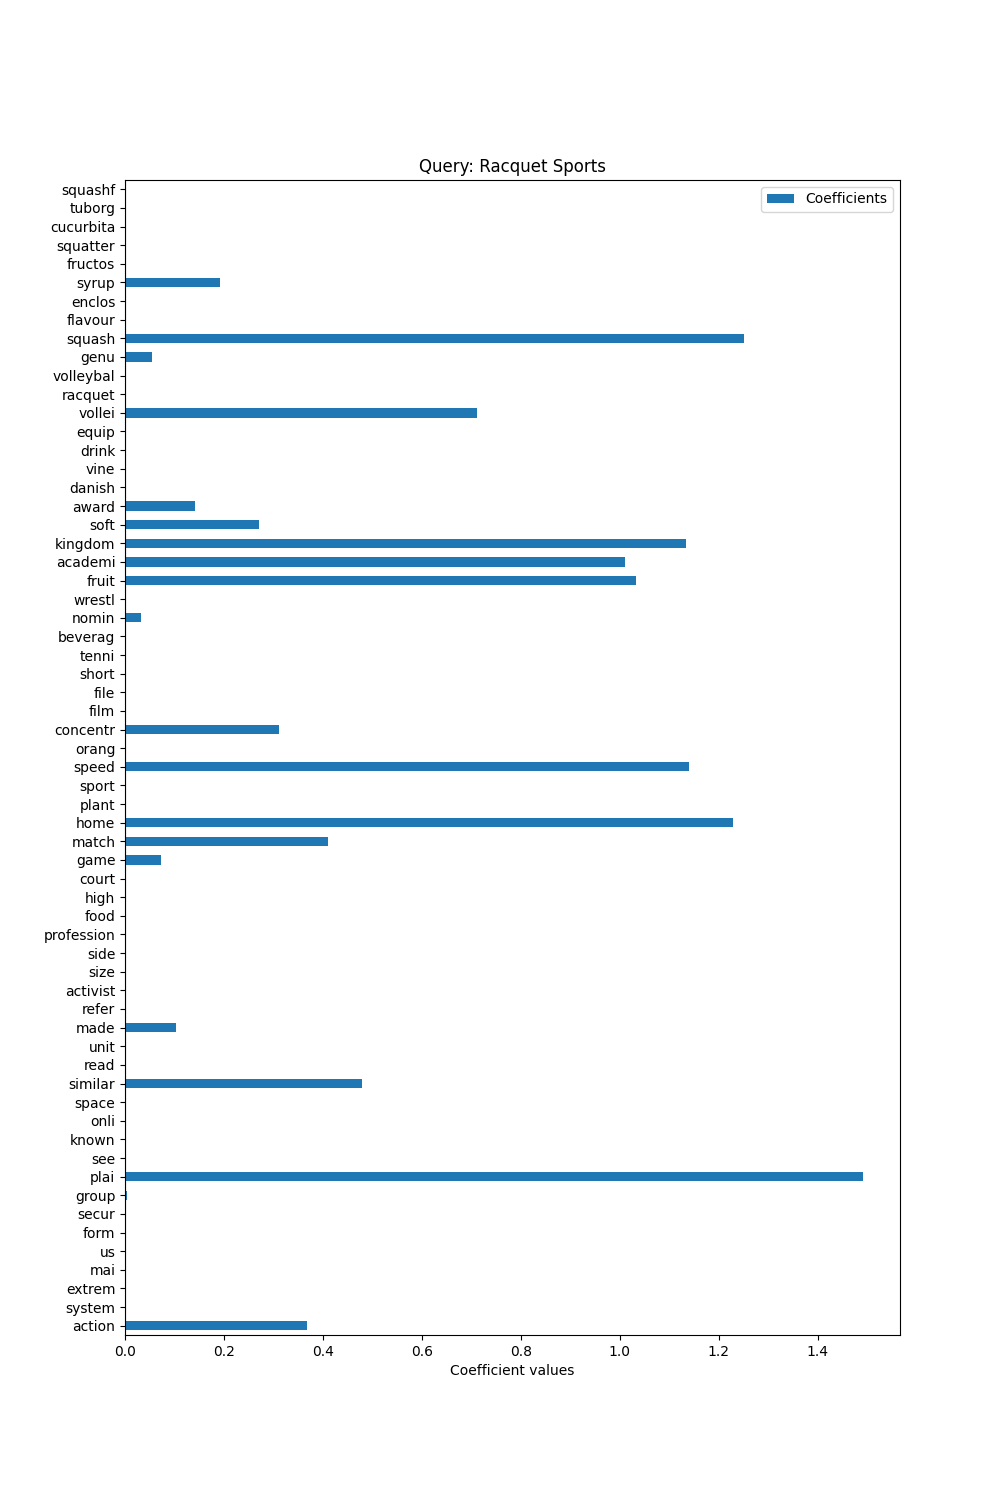 Query: Racquet Sports
Coefficients
squashf
tuborg
cucurbita
squatter
fructos
syrup
enclos
flavour
squash
genu
volleybal
racquet
vollei
equip
drink
vine
danish
award
soft
kingdom
academi
fruit
wrestl
nomin
beverag
tenni
short
file
film
concentr
orang
speed
sport
plant
home
match
game
court
high
food
profession
side
size
activist
refer
made
unit
read
similar
space
onli
known
see
plai
group
secur
form
us
mai
extrem
system
action
0.0 0.2 0.4 0.6 0.8 1.0 1.2 1.4
Coefficient values